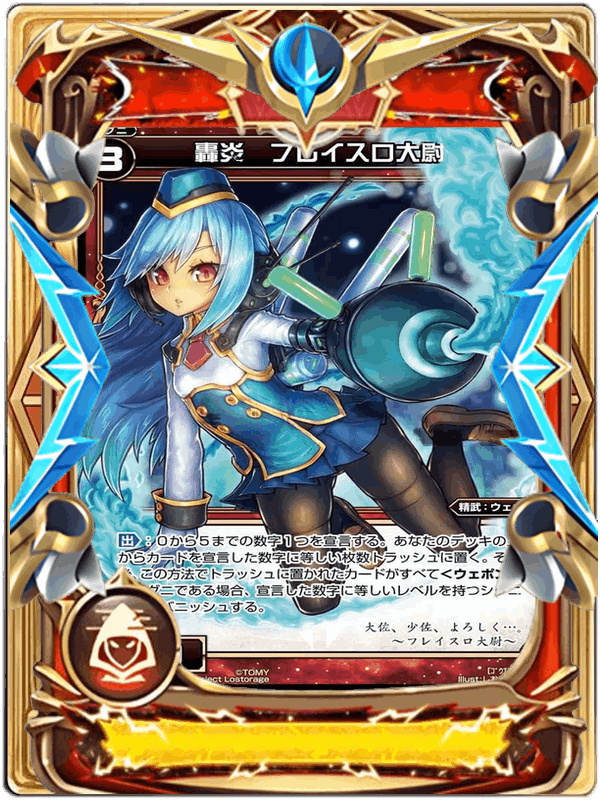 3
轟炎 フレイスロ大尉
精武：ウェ
出：０から５までの数字１つを宣言する。あなたのデッキの
からカードを宣言した数字に等しい枚数トラッシュに置く。そ
、この方法でトラッシュに置かれたカードがすべて＜ウェポン
グニである場合、宣言した数字に等しいレベルを持つシ
バニッシュする。
大佐、少佐、よろしく…。
～フレイスロ大尉～
©TOMY
ject Lostorage
Illust:し